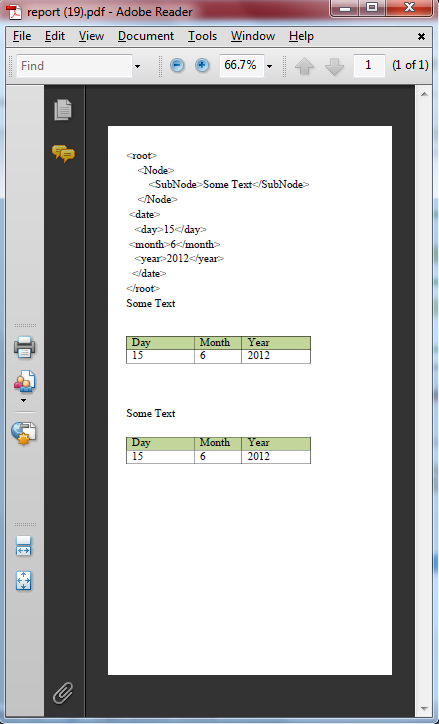 report (19).pdf - Adobe Reader
File Edit View Document Tools Window Help
Find 66.7% 1 (1 of 1)
<root>
<Node>
<SubNode>Some Text</SubNode>
</Node>
<date>
<day>15</day>
<month>6</month>
<year>2012</year>
</date>
</root>
Some Text
Day Month Year
15 6 2012
Some Text
Day Month Year
15 6 2012